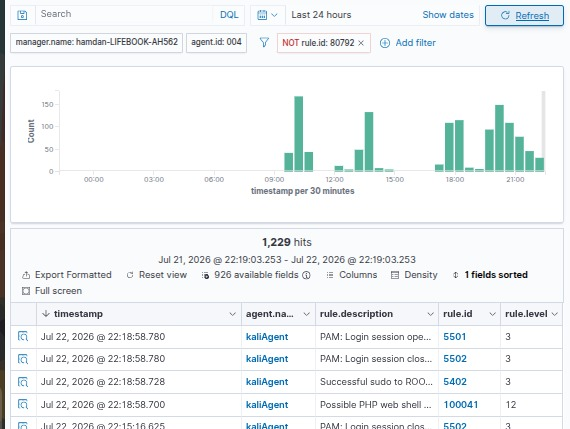 Search DQL Last 24 hours Show dates Refresh
manager.name: hamdan-LIFEBOOK-AH562 agent.id: 004 NOT rule.id: 80792 × Add filter
150
100
50
0
Count
00:00 03:00 06:00 09:00 12:00 15:00 18:00 21:00
timestamp per 30 minutes
1,229 hits
Jul 21, 2026 @ 22:19:03.253 - Jul 22, 2026 @ 22:19:03.253
Export Formatted Reset view 926 available fields Columns Density 1 fields sorted
Full screen
timestamp agent.na... rule.description rule.id rule.level
Jul 22, 2026 @ 22:18:58.780 kaliAgent PAM: Login session ope... 5501 3
Jul 22, 2026 @ 22:18:58.780 kaliAgent PAM: Login session clos... 5502 3
Jul 22, 2026 @ 22:18:58.728 kaliAgent Successful sudo to ROO... 5402 3
Jul 22, 2026 @ 22:18:58.700 kaliAgent Possible PHP web shell ... 100041 12
Jul 22, 2026 @ 22:15:16.625 kaliAgent PAM: Login session clos... 5502 3